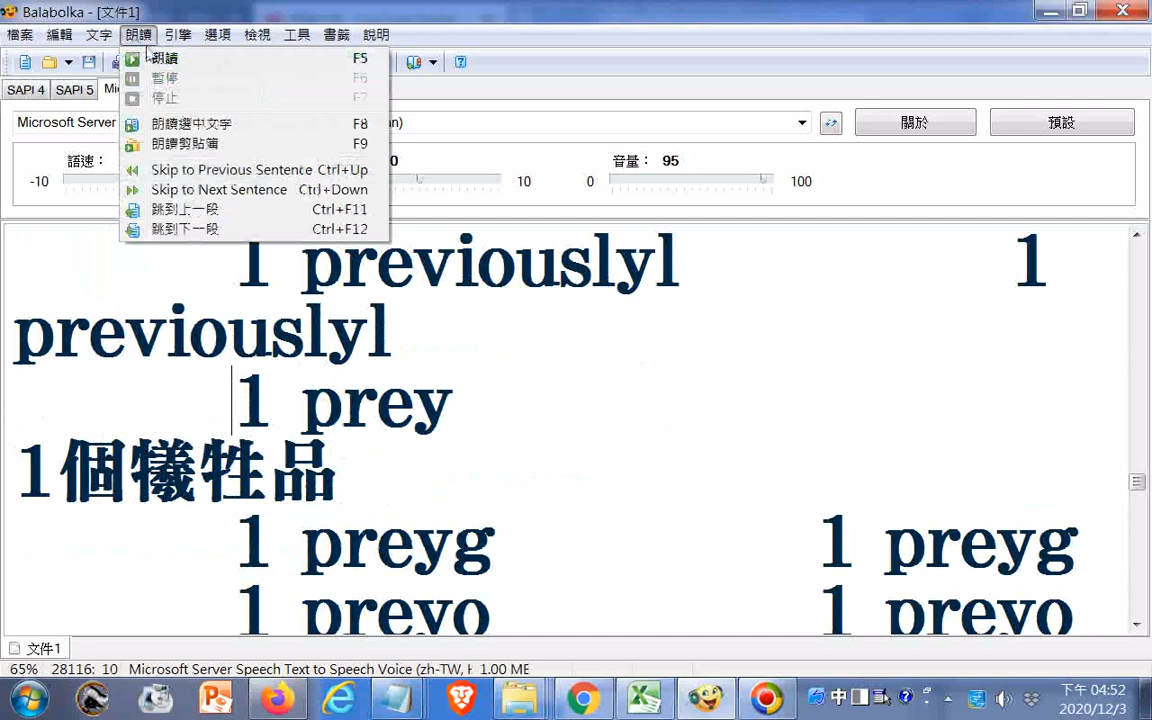 Balabolka - [文件1]
檔案 編輯 文字 朗讀 引擎 選項 檢視 工具 書籤 說明
朗讀 F5
暫停 F6
停止 F7
朗讀選中文字 F8
朗讀剪貼簿 F9
Skip to Previous Sentence Ctrl+Up
Skip to Next Sentence Ctrl+Down
跳到上一段 Ctrl+F11
跳到下一段 Ctrl+F12
SAPI 4 SAPI 5
Microsoft Server an) 關於 預設
語速： 0 音量： 95
-10 10 0 100
1 previouslyl 1
previouslyl
1 prey
1個犧牲品
1 preyg 1 preyg
1 preyo 1 preyo
文件1
65% 28116: 10 Microsoft Server Speech Text to Speech Voice (zh-TW, H 1.00 ME
中 下午 04:52
2020/12/3